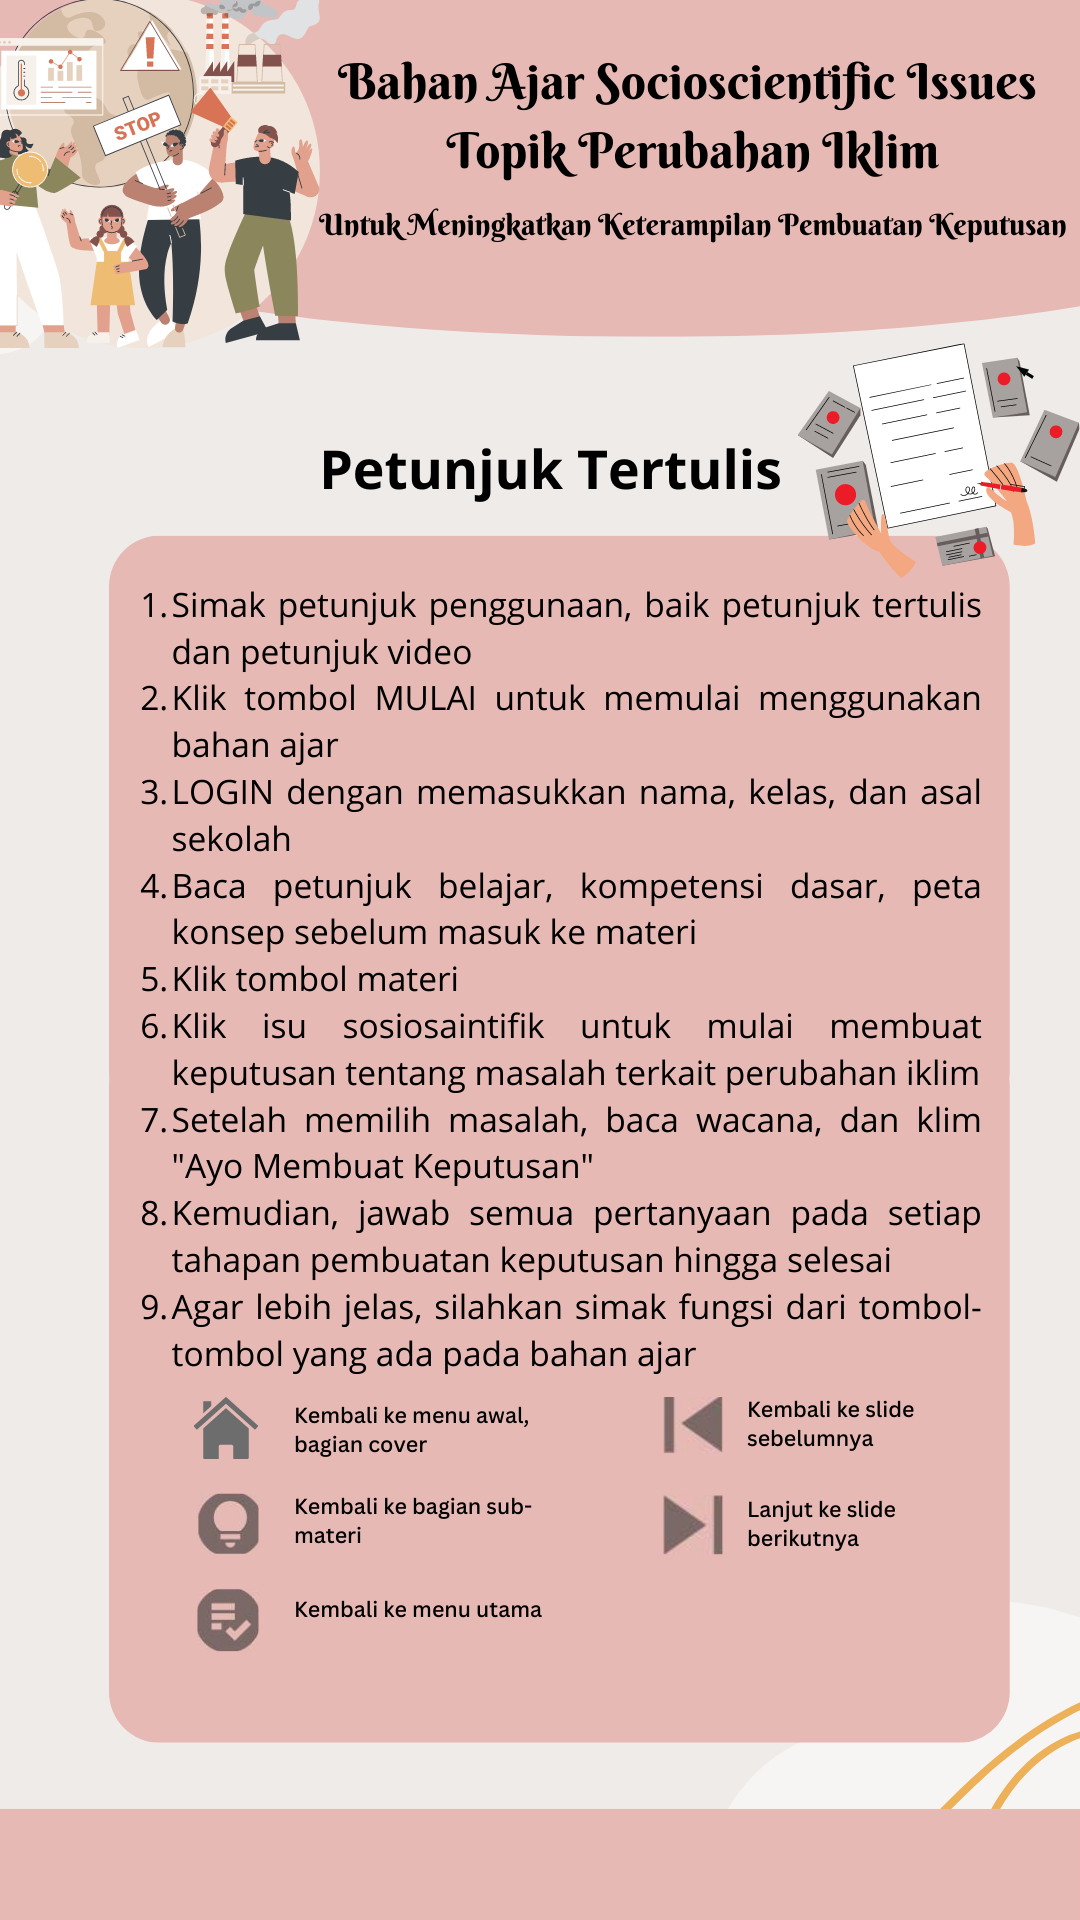 Bahan Ajar Socioscientific Issues
Topik Perubahan Iklim
Untuk Meningkatkan Keterampilan Pembuatan Keputusan
STOP
Petunjuk Tertulis
1. Simak petunjuk penggunaan, baik petunjuk tertulis
dan petunjuk video
2. Klik tombol MULAI untuk memulai menggunakan
bahan ajar
3. LOGIN dengan memasukkan nama, kelas, dan asal
sekolah
4. Baca petunjuk belajar, kompetensi dasar, peta
konsep sebelum masuk ke materi
5. Klik tombol materi
6. Klik isu sosiosaintifik untuk mulai membuat
keputusan tentang masalah terkait perubahan iklim
7. Setelah memilih masalah, baca wacana, dan klim
"Ayo Membuat Keputusan"
8. Kemudian, jawab semua pertanyaan pada setiap
tahapan pembuatan keputusan hingga selesai
9. Agar lebih jelas, silahkan simak fungsi dari tombol-
tombol yang ada pada bahan ajar
Kembali ke menu awal,
bagian cover
Kembali ke bagian sub-
materi
Kembali ke menu utama
Kembali ke slide
sebelumnya
Lanjut ke slide
berikutnya